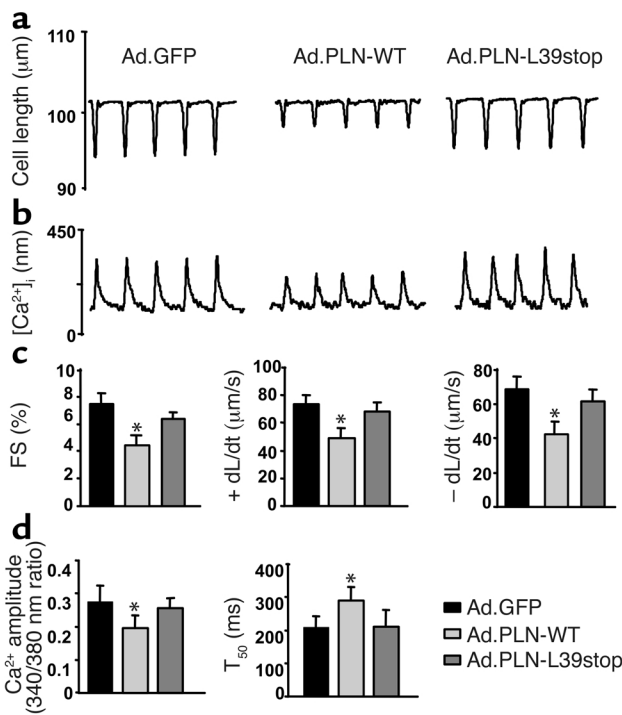 a
110
100
90
Cell length (μm)
Ad.GFP
Ad.PLN-WT
Ad.PLN-L39stop
b
450
0
[Ca²⁺]ᵢ (nm)
c
10
8
6
4
2
0
FS (%)
*
100
80
60
40
20
0
+ dL/dt (μm/s)
*
80
60
40
20
0
– dL/dt (μm/s)
*
d
0.4
0.3
0.2
0.1
0
Ca²⁺ amplitude
(340/380 nm ratio)
*
400
300
200
100
0
T₅₀ (ms)
*
Ad.GFP
Ad.PLN-WT
Ad.PLN-L39stop